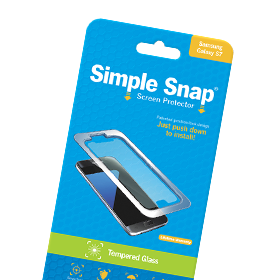 Samsung
Galaxy S7
Simple Snap®
Screen Protector
Just push down
to install!
Tempered Glass